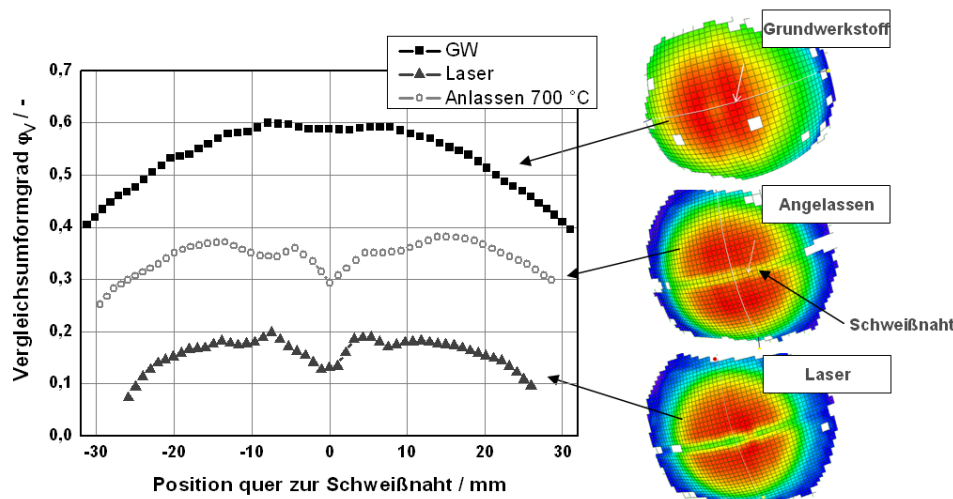 GW
Laser
Anlassen 700 °C
Vergleichsumformgrad φV / -
0,7
0,6
0,5
0,4
0,3
0,2
0,1
0,0
-30
-20
-10
0
10
20
30
Position quer zur Schweißnaht / mm
Grundwerkstoff
Angelassen
Schweißnaht
Laser